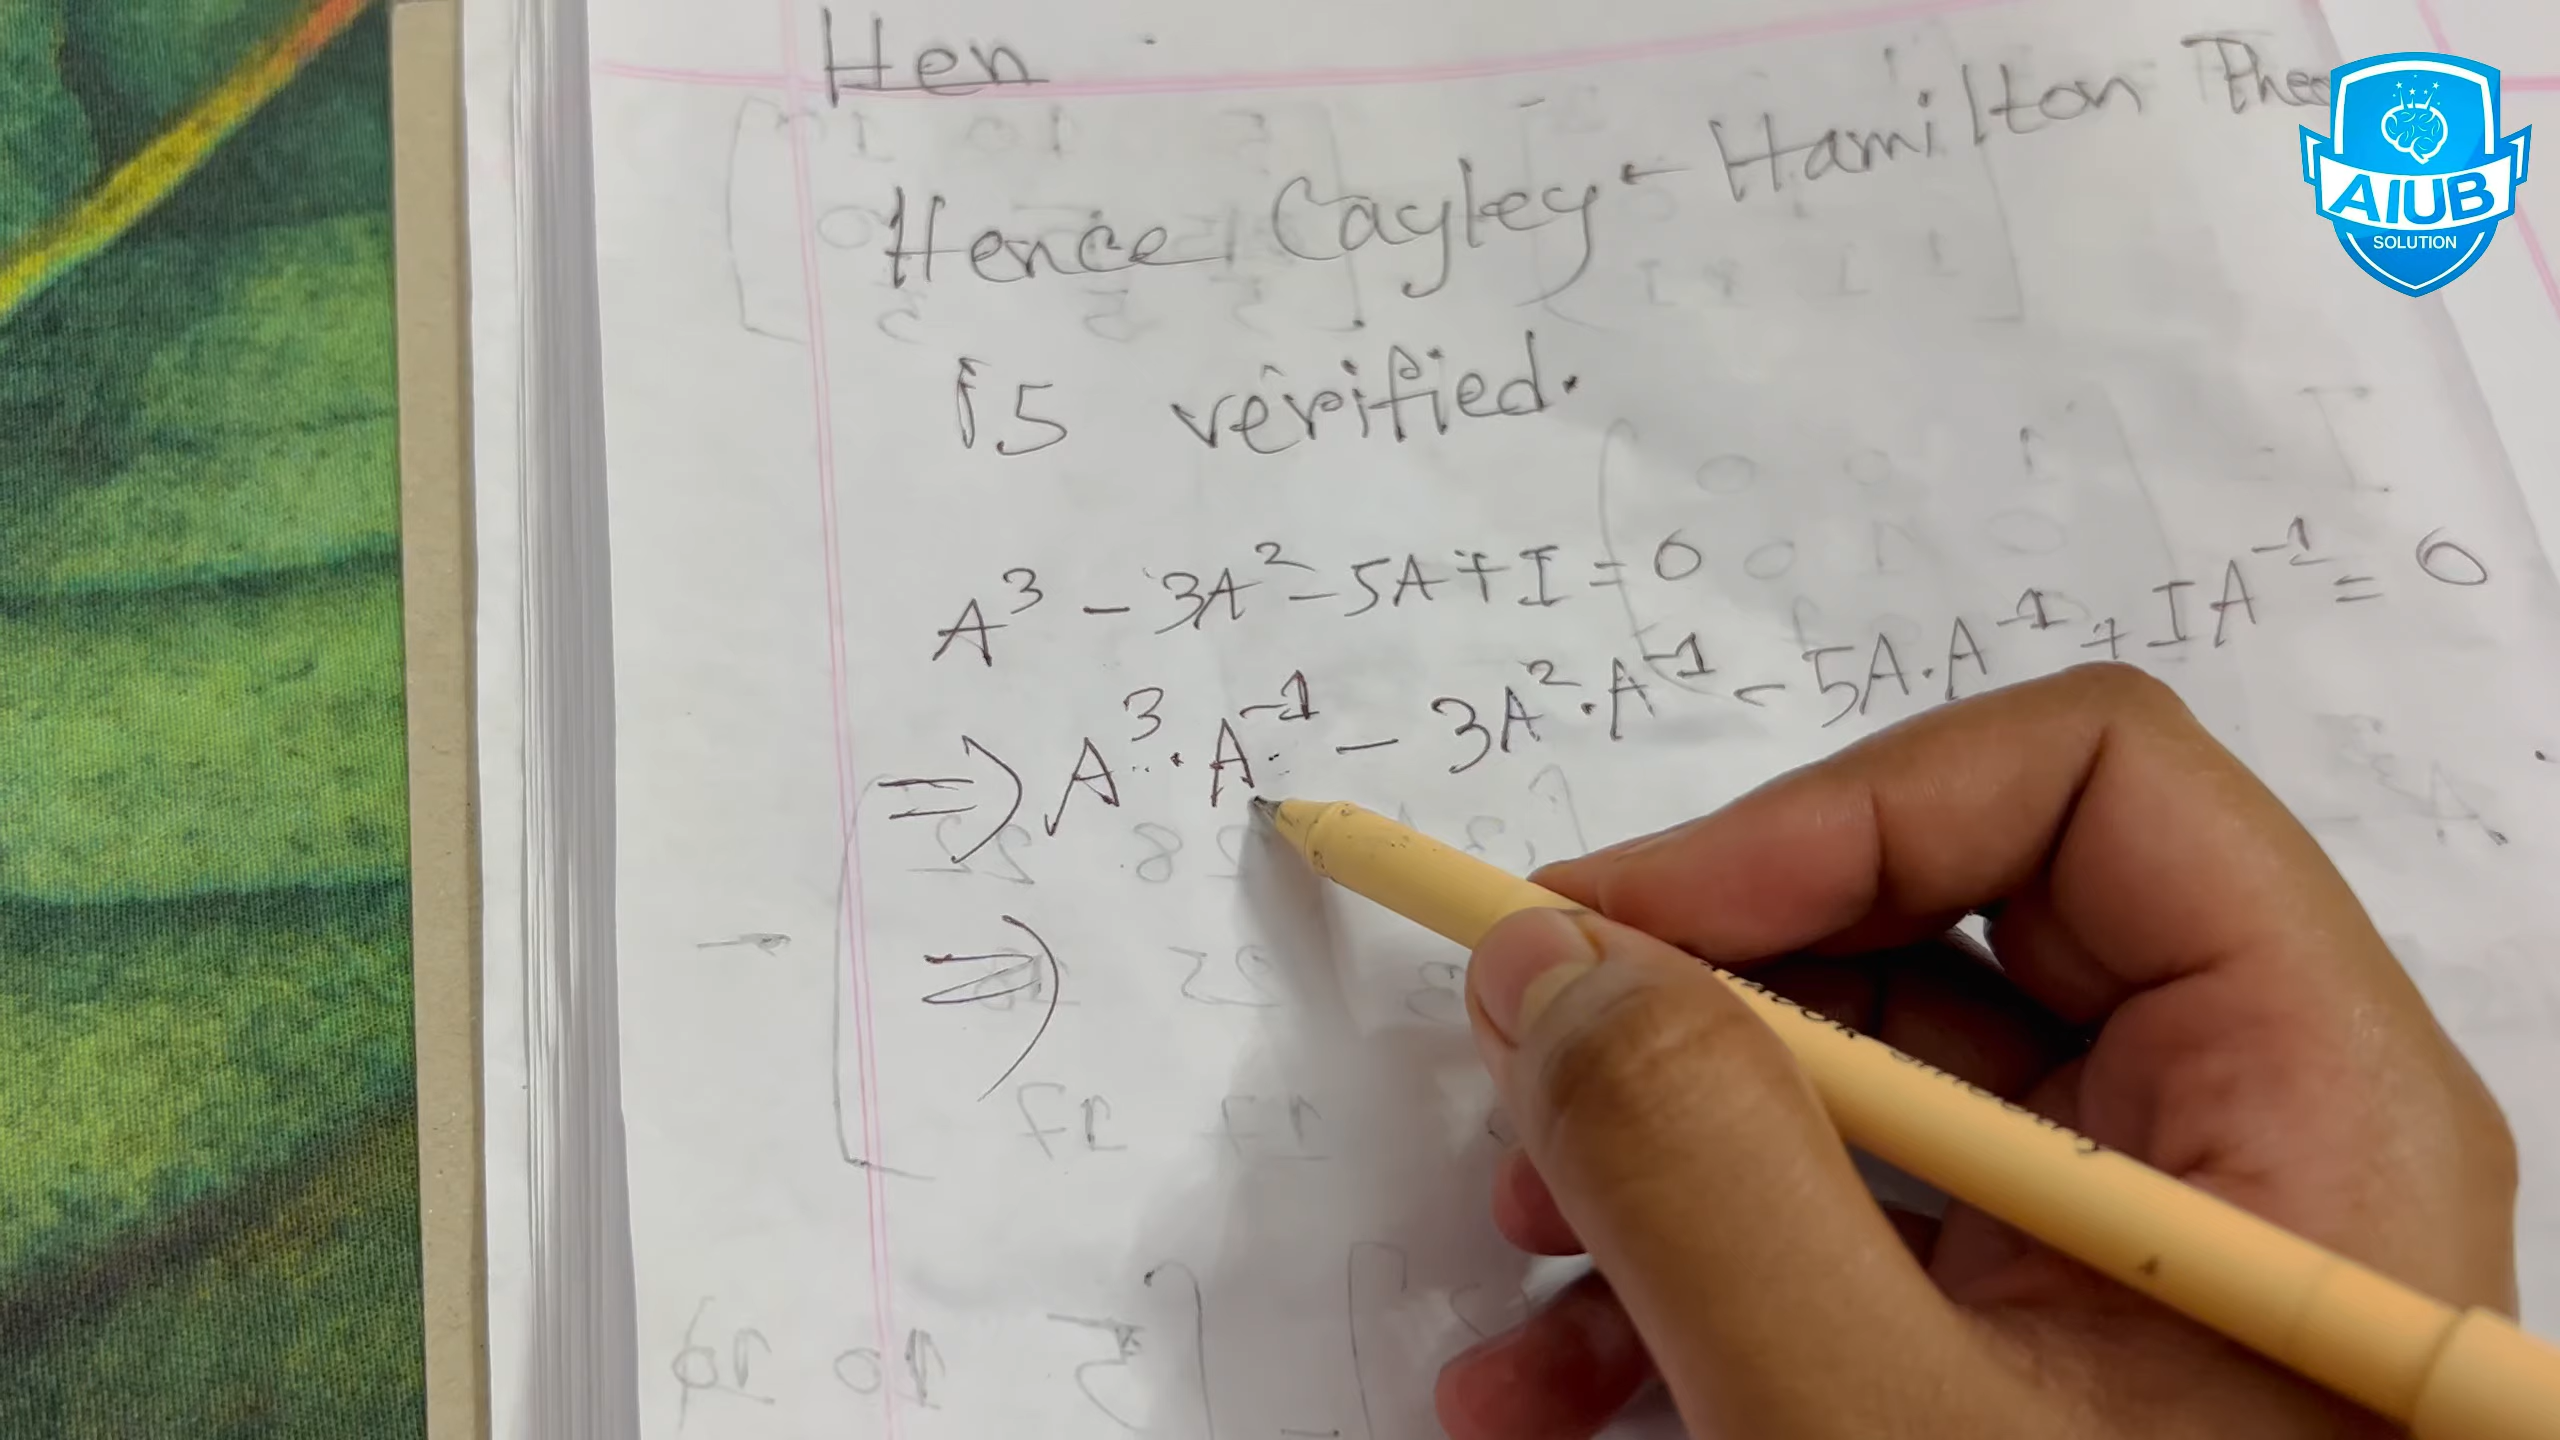 Hen
Hence, Cayley-Hamilton Theo
is verified.
A³ - 3A² - 5A + I = 0
⇒ A³·A⁻¹ - 3A²·A⁻¹ - 5A·A⁻¹ + IA⁻¹ = 0
⇒
AIUB
SOLUTION